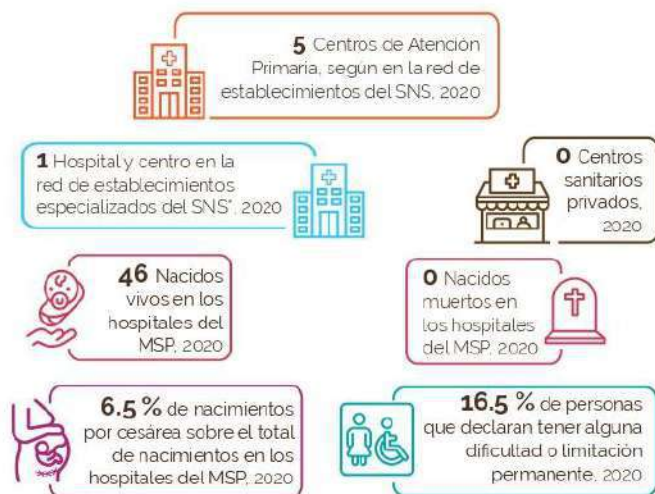 5 Centros de Atención
Primaria, según en la red de
establecimientos del SNS, 2020
1 Hospital y centro en la
red de establecimientos
especializados del SNS*, 2020
0 Centros
sanitarios
privados,
2020
46 Nacidos
vivos en los
hospitales del
MSP, 2020
0 Nacidos
muertos en
los hospitales
del MSP, 2020
6.5 % de nacimientos
por cesárea sobre el total
de nacimientos en los
hospitales del MSP, 2020
16.5 % de personas
que declaran tener alguna
dificultad o limitación
permanente, 2020